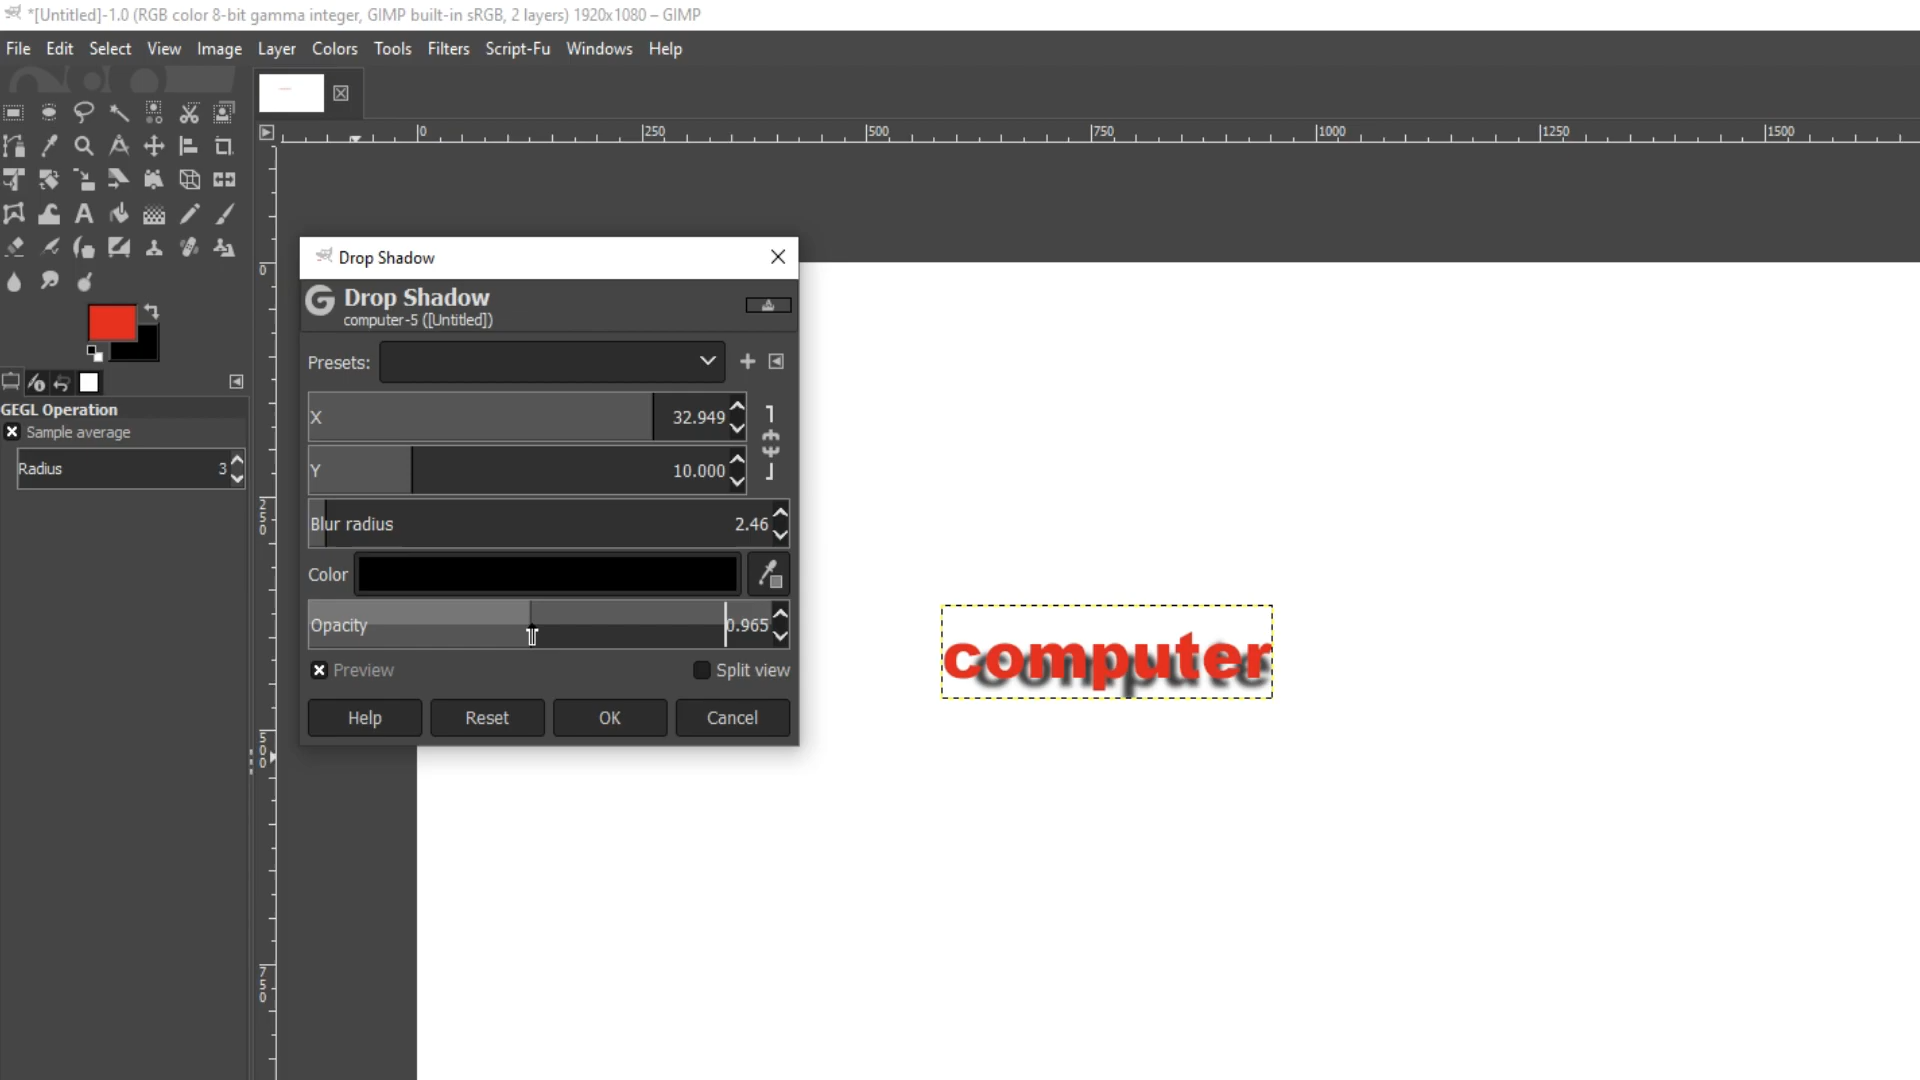 *[Untitled]-1.0 (RGB color 8-bit gamma integer, GIMP built-in sRGB, 2 layers) 1920x1080 – GIMP
File Edit Select View Image Layer Colors Tools Filters Script-Fu Windows Help
0 250 500 750 1000 1250 1500
0
250
500
750
GEGL Operation
Sample average
Radius 3
Drop Shadow
Drop Shadow
computer-5 ([Untitled])
Presets:
X 32.949
Y 10.000
Blur radius 2.46
Color
Opacity 0.965
Preview Split view
Help Reset OK Cancel
computer